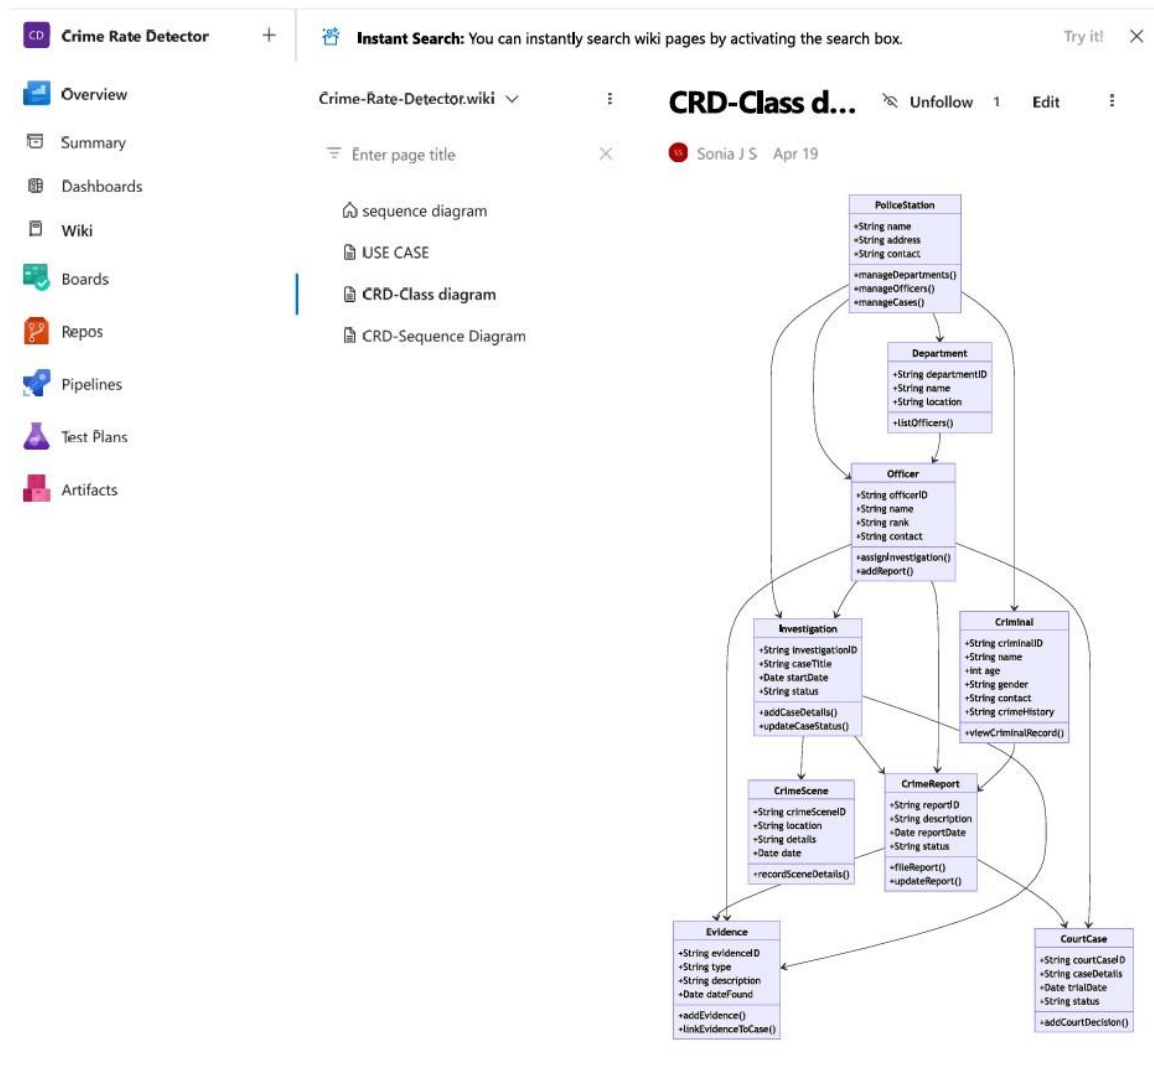 CD Crime Rate Detector +
Overview
Summary
Dashboards
Wiki
Boards
Repos
Pipelines
Test Plans
Artifacts
Instant Search: You can instantly search wiki pages by activating the search box.
Try it!
Crime-Rate-Detector.wiki
Enter page title
sequence diagram
USE CASE
CRD-Class diagram
CRD-Sequence Diagram
CRD-Class d...
Unfollow 1 Edit
SS Sonia J S Apr 19
PoliceStation
+String name
+String address
+String contact
+manageDepartments()
+manageOfficers()
+manageCases()
Department
+String departmentID
+String name
+String location
+listOfficers()
Officer
+String officerID
+String name
+String rank
+String contact
+assignInvestigation()
+addReport()
Investigation
+String investigationID
+String caseTitle
+Date startDate
+String status
+addCaseDetails()
+updateCaseStatus()
Criminal
+String criminalID
+String name
+int age
+String gender
+String contact
+String crimeHistory
+viewCriminalRecord()
CrimeScene
+String crimeSceneID
+String location
+String details
+Date date
+recordSceneDetails()
CrimeReport
+String reportID
+String description
+Date reportDate
+String status
+fileReport()
+updateReport()
Evidence
+String evidenceID
+String type
+String description
+Date dateFound
+addEvidence()
+linkEvidenceToCase()
CourtCase
+String courtCaseID
+String caseDetails
+Date trialDate
+String status
+addCourtDecision()